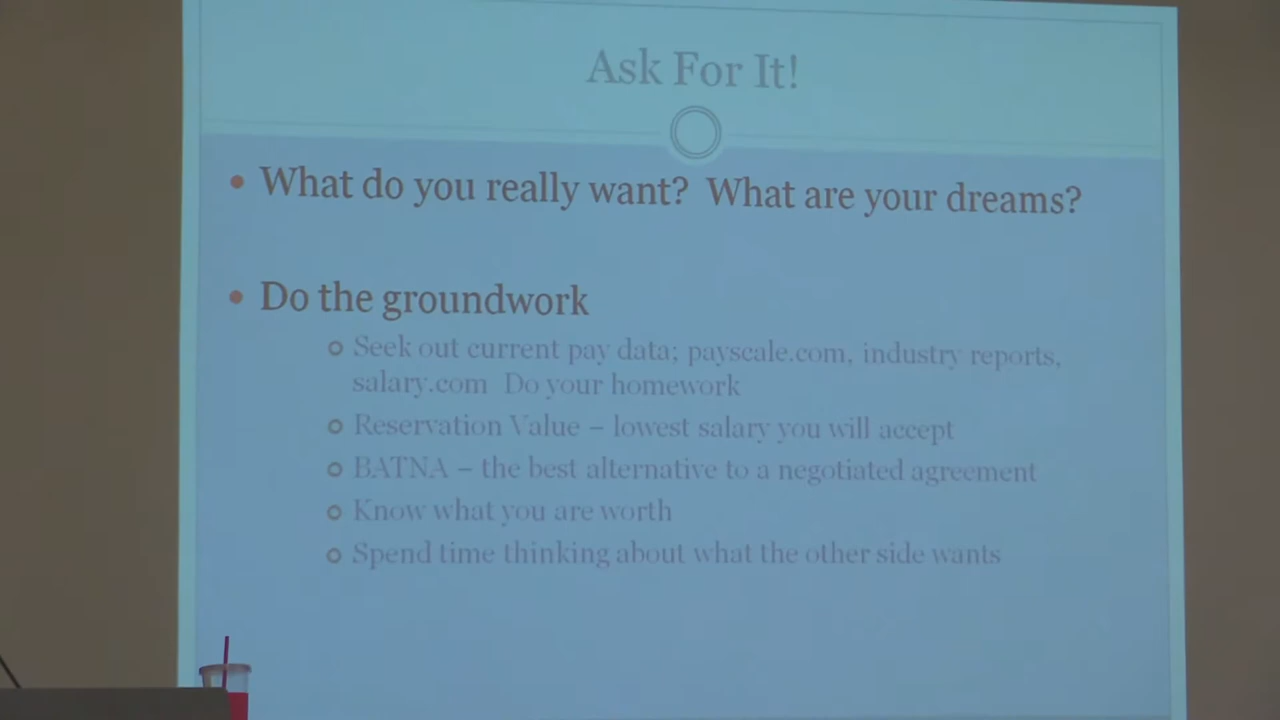 Ask For It!
• What do you really want?  What are your dreams?
• Do the groundwork
o Seek out current pay data; payscale.com, industry reports,
salary.com  Do your homework
o Reservation Value – lowest salary you will accept
o BATNA – the best alternative to a negotiated agreement
o Know what you are worth
o Spend time thinking about what the other side wants